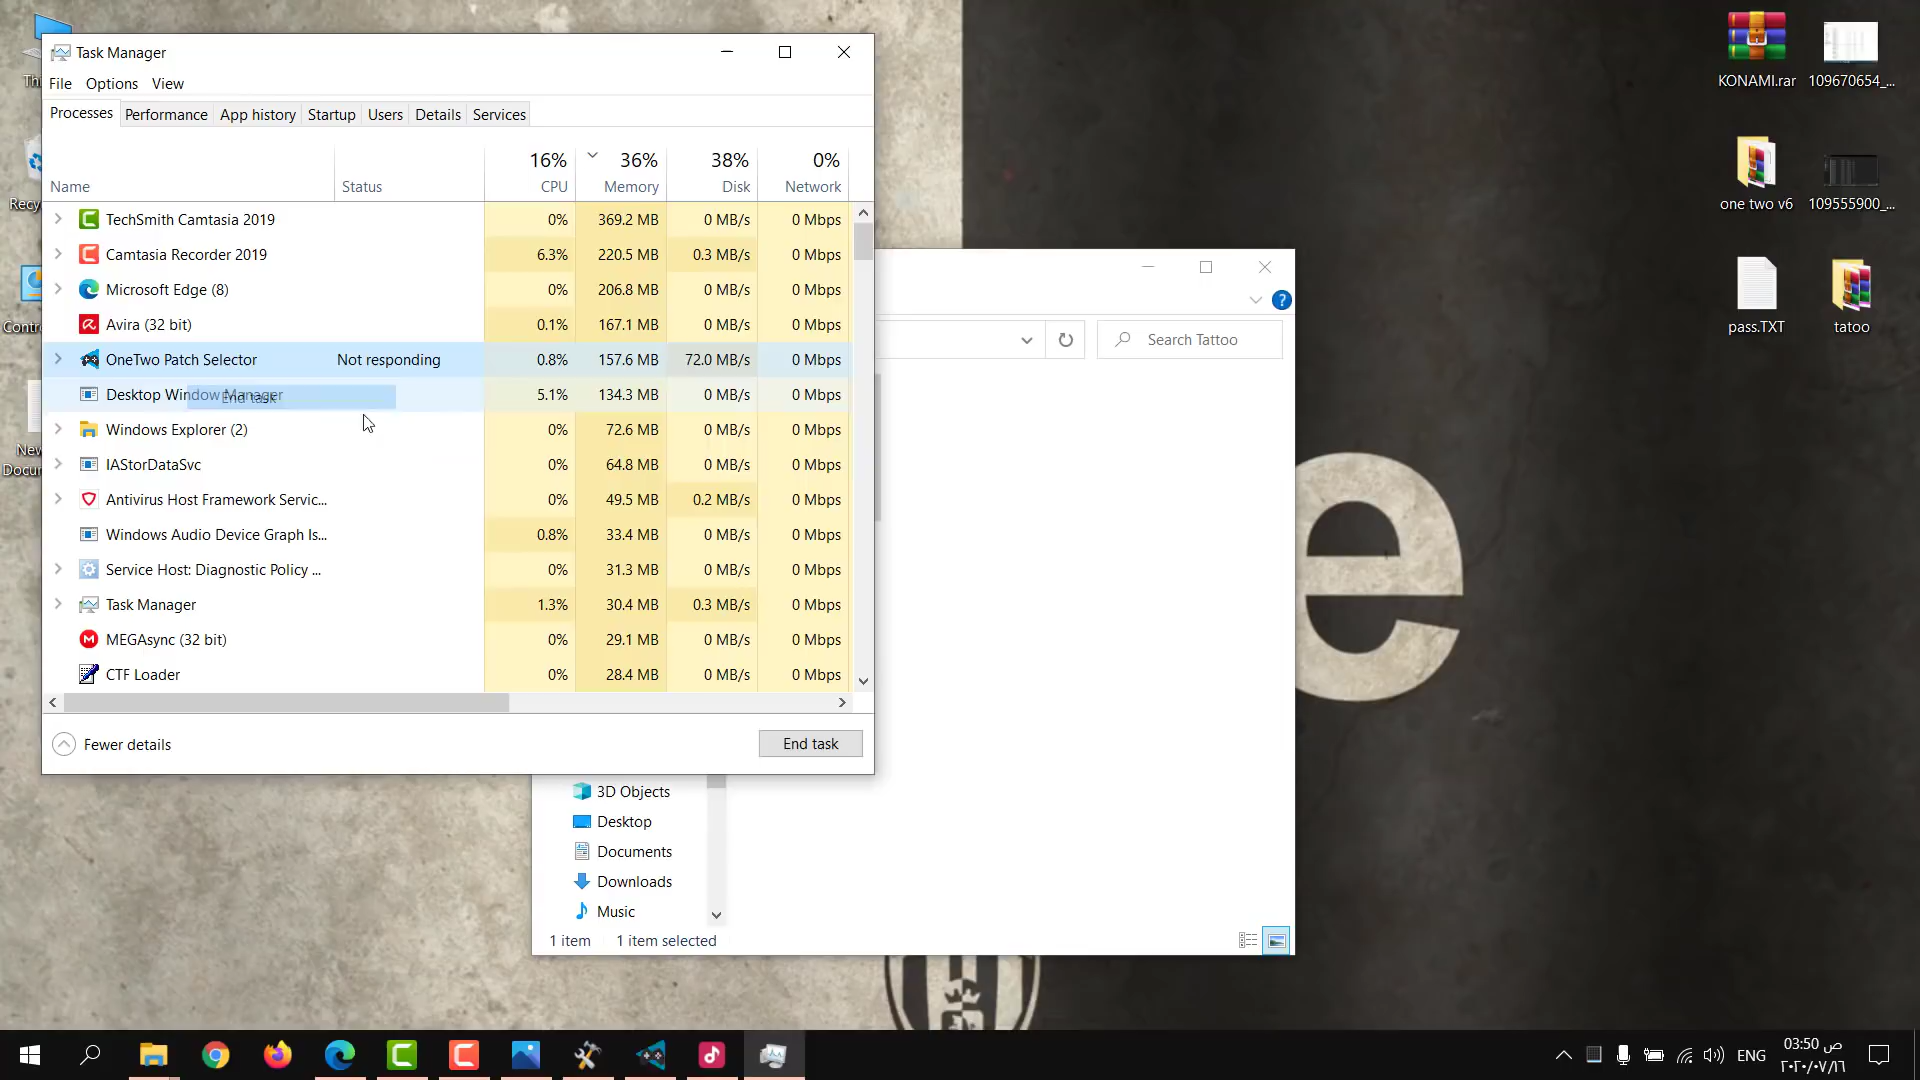 Task Manager
File Options View
Processes Performance App history Startup Users Details Services
16% 36% 38% 0%
Name Status CPU Memory Disk Network
TechSmith Camtasia 2019 0% 369.2 MB 0 MB/s 0 Mbps
Camtasia Recorder 2019 6.3% 220.5 MB 0.3 MB/s 0 Mbps
Microsoft Edge (8) 0% 206.8 MB 0 MB/s 0 Mbps
Avira (32 bit) 0.1% 167.1 MB 0 MB/s 0 Mbps
OneTwo Patch Selector Not responding 0.8% 157.6 MB 72.0 MB/s 0 Mbps
Desktop Window Manager 5.1% 134.3 MB 0 MB/s 0 Mbps
End task
Windows Explorer (2) 0% 72.6 MB 0 MB/s 0 Mbps
IAStorDataSvc 0% 64.8 MB 0 MB/s 0 Mbps
Antivirus Host Framework Servic... 0% 49.5 MB 0.2 MB/s 0 Mbps
Windows Audio Device Graph Is... 0.8% 33.4 MB 0 MB/s 0 Mbps
Service Host: Diagnostic Policy ... 0% 31.3 MB 0 MB/s 0 Mbps
Task Manager 1.3% 30.4 MB 0.3 MB/s 0 Mbps
MEGAsync (32 bit) 0% 29.1 MB 0 MB/s 0 Mbps
CTF Loader 0% 28.4 MB 0 MB/s 0 Mbps
Fewer details End task
Search Tattoo
3D Objects
Desktop
Documents
Downloads
Music
1 item 1 item selected
KONAMI.rar 109670654_...
one two v6 109555900_...
pass.TXT tatoo
e
ENG
03:50 ص
٢٠٢٠/٠٧/١٦